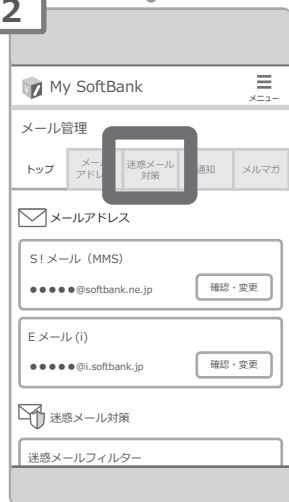 2
My SoftBank
メニュー
メール管理
トップ
メー
アドレ
迷惑メール
対策
通知
メルマガ
メールアドレス
S! メール（MMS）
●●●●●@softbank.ne.jp
確認・変更
Eメール (i)
●●●●●@i.softbank.jp
確認・変更
迷惑メール対策
迷惑メールフィルター